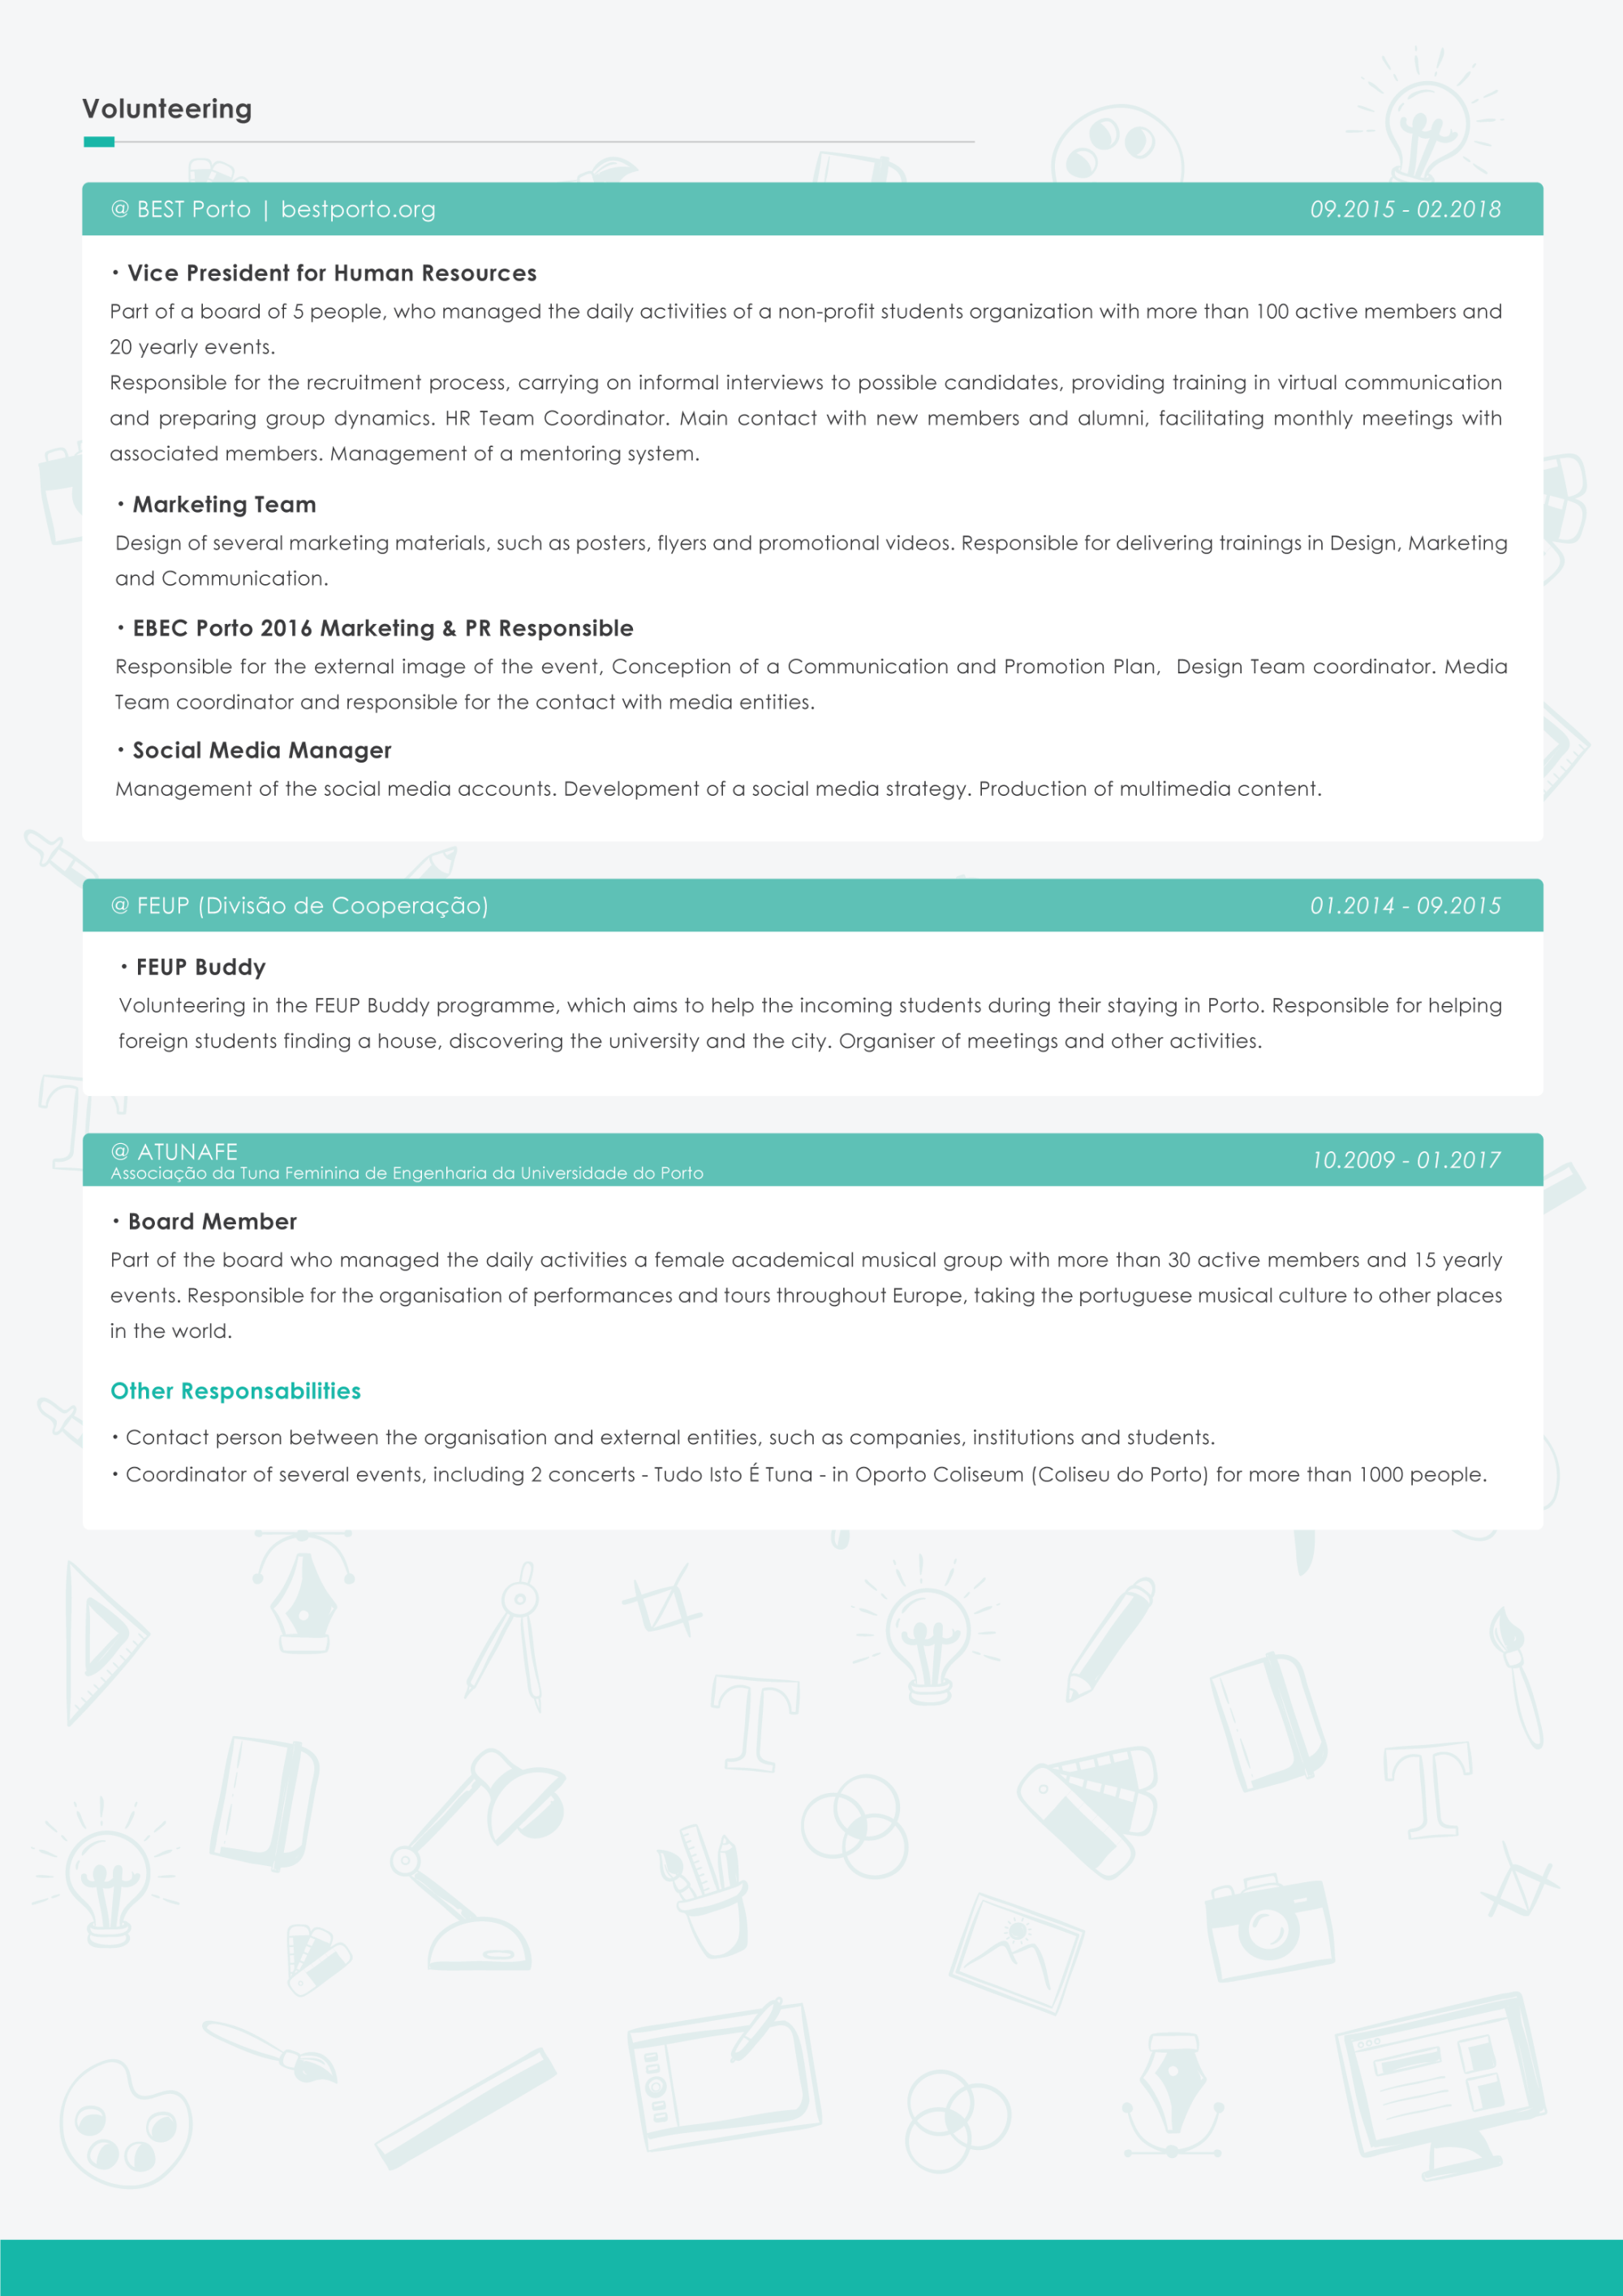 Volunteering
@ BEST Porto | bestporto.org 09.2015 - 02.2018
· Vice President for Human Resources
Part of a board of 5 people, who managed the daily activities of a non-profit students organization with more than 100 active members and
20 yearly events.
Responsible for the recruitment process, carrying on informal interviews to possible candidates, providing training in virtual communication
and preparing group dynamics. HR Team Coordinator. Main contact with new members and alumni, facilitating monthly meetings with
associated members. Management of a mentoring system.
· Marketing Team
Design of several marketing materials, such as posters, flyers and promotional videos. Responsible for delivering trainings in Design, Marketing
and Communication.
· EBEC Porto 2016 Marketing & PR Responsible
Responsible for the external image of the event, Conception of a Communication and Promotion Plan, Design Team coordinator. Media
Team coordinator and responsible for the contact with media entities.
· Social Media Manager
Management of the social media accounts. Development of a social media strategy. Production of multimedia content.
@ FEUP (Divisão de Cooperação) 01.2014 - 09.2015
· FEUP Buddy
Volunteering in the FEUP Buddy programme, which aims to help the incoming students during their staying in Porto. Responsible for helping
foreign students finding a house, discovering the university and the city. Organiser of meetings and other activities.
@ ATUNAFE 10.2009 - 01.2017
Associação da Tuna Feminina de Engenharia da Universidade do Porto
· Board Member
Part of the board who managed the daily activities a female academical musical group with more than 30 active members and 15 yearly
events. Responsible for the organisation of performances and tours throughout Europe, taking the portuguese musical culture to other places
in the world.
Other Responsabilities
· Contact person between the organisation and external entities, such as companies, institutions and students.
· Coordinator of several events, including 2 concerts - Tudo Isto É Tuna - in Oporto Coliseum (Coliseu do Porto) for more than 1000 people.